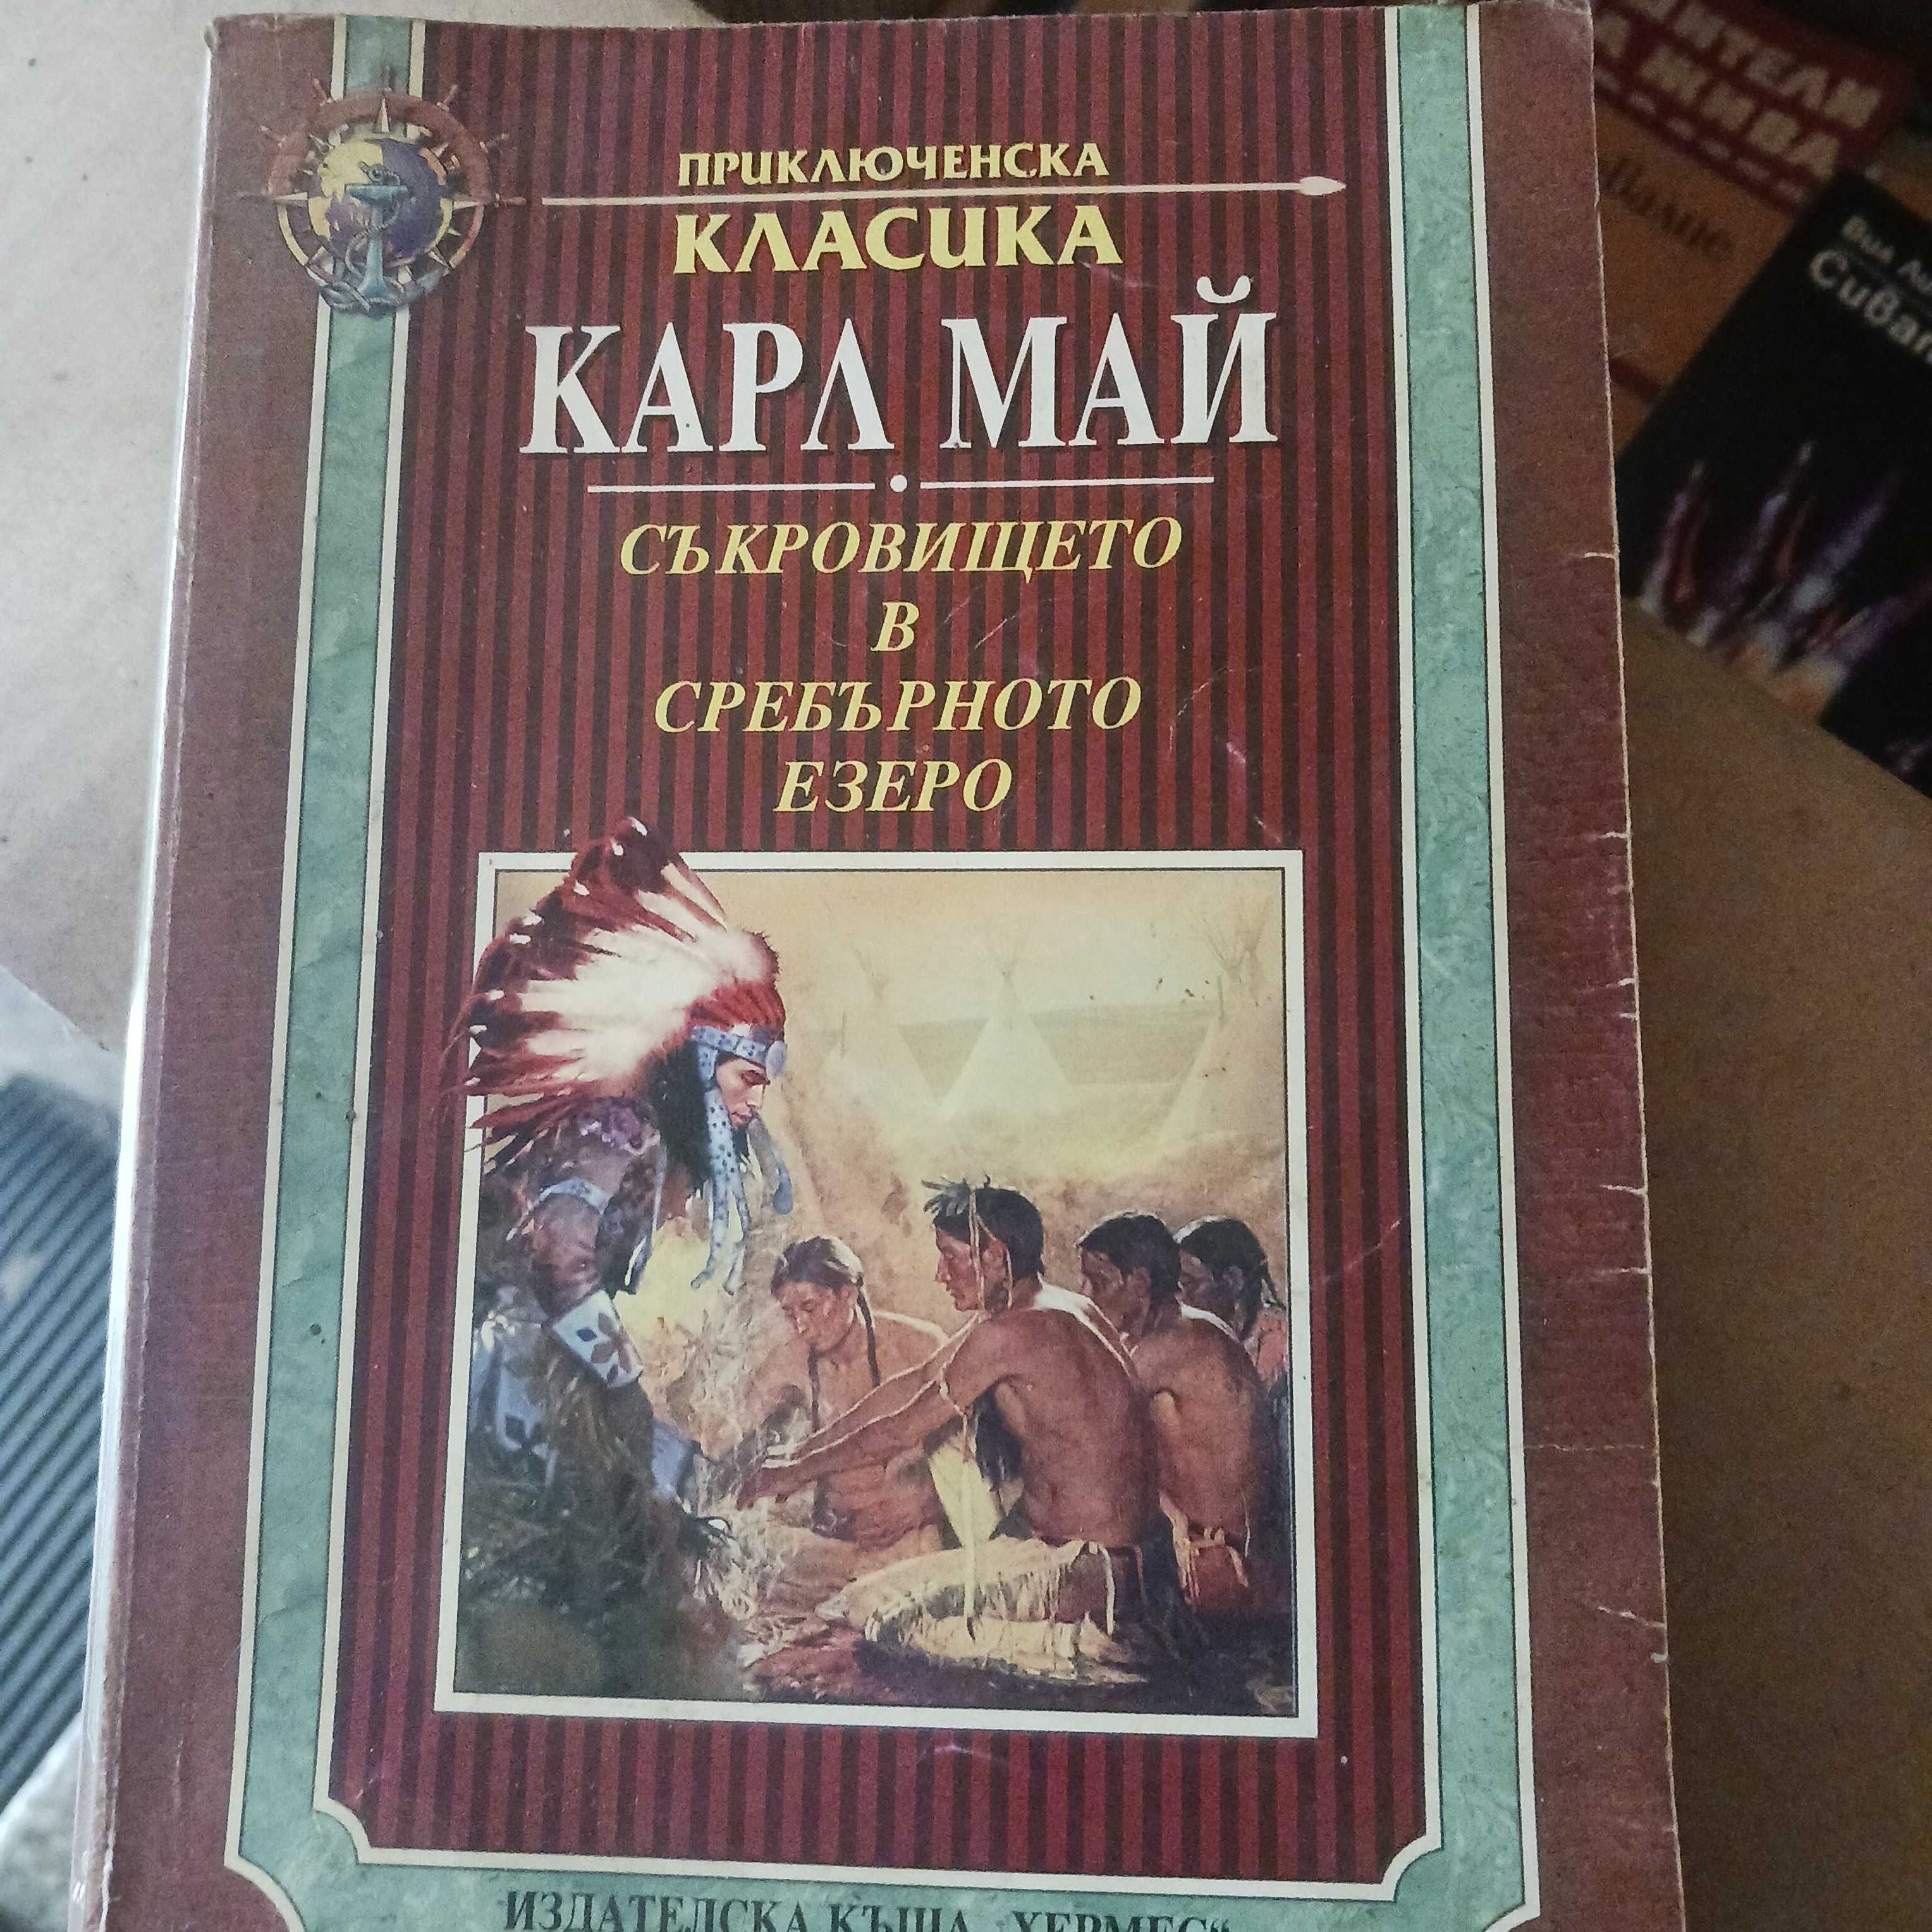 ПРИКЛЮЧЕНСКА
КЛАСИКА
КАРЛ МАЙ
СЪКРОВИЩЕТО
В
СРЕБЪРНОТО
ЕЗЕРО
ИЗДАТЕЛСКА КЪЩА „ХЕРМЕС“